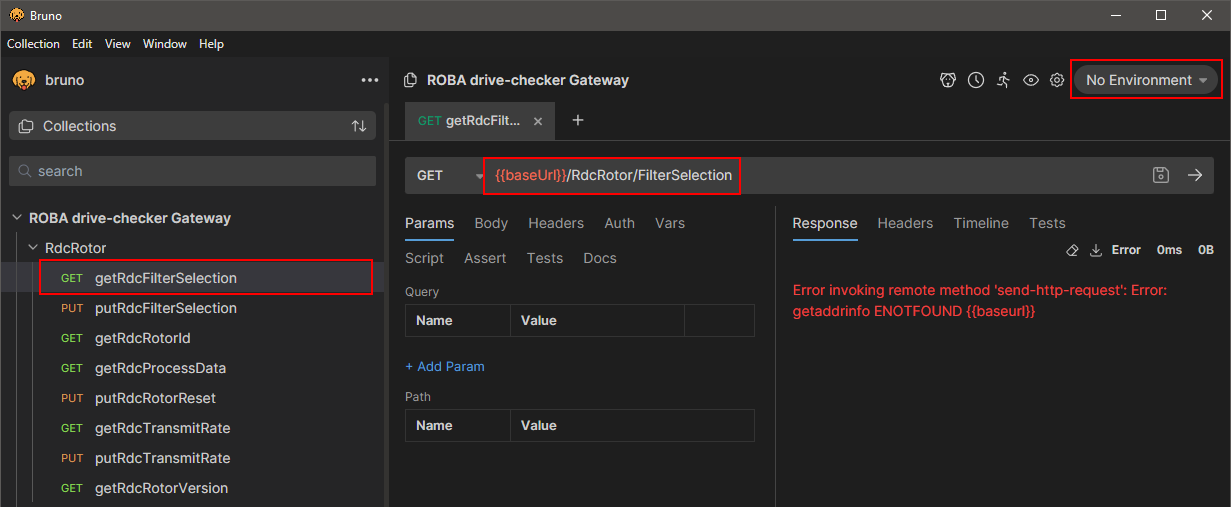 Bruno
Collection Edit View Window Help
bruno
ROBA drive-checker Gateway
No Environment
Collections
GET getRdcFilt...
search
GET
{{baseUrl}}/RdcRotor/FilterSelection
ROBA drive-checker Gateway
RdcRotor
GET getRdcFilterSelection
PUT putRdcFilterSelection
GET getRdcRotorId
GET getRdcProcessData
PUT putRdcRotorReset
GET getRdcTransmitRate
PUT putRdcTransmitRate
GET getRdcRotorVersion
Params Body Headers Auth Vars
Script Assert Tests Docs
Query
Name Value
+ Add Param
Path
Name Value
Response Headers Timeline Tests
Error 0ms 0B
Error invoking remote method 'send-http-request': Error:
getaddrinfo ENOTFOUND {{baseurl}}